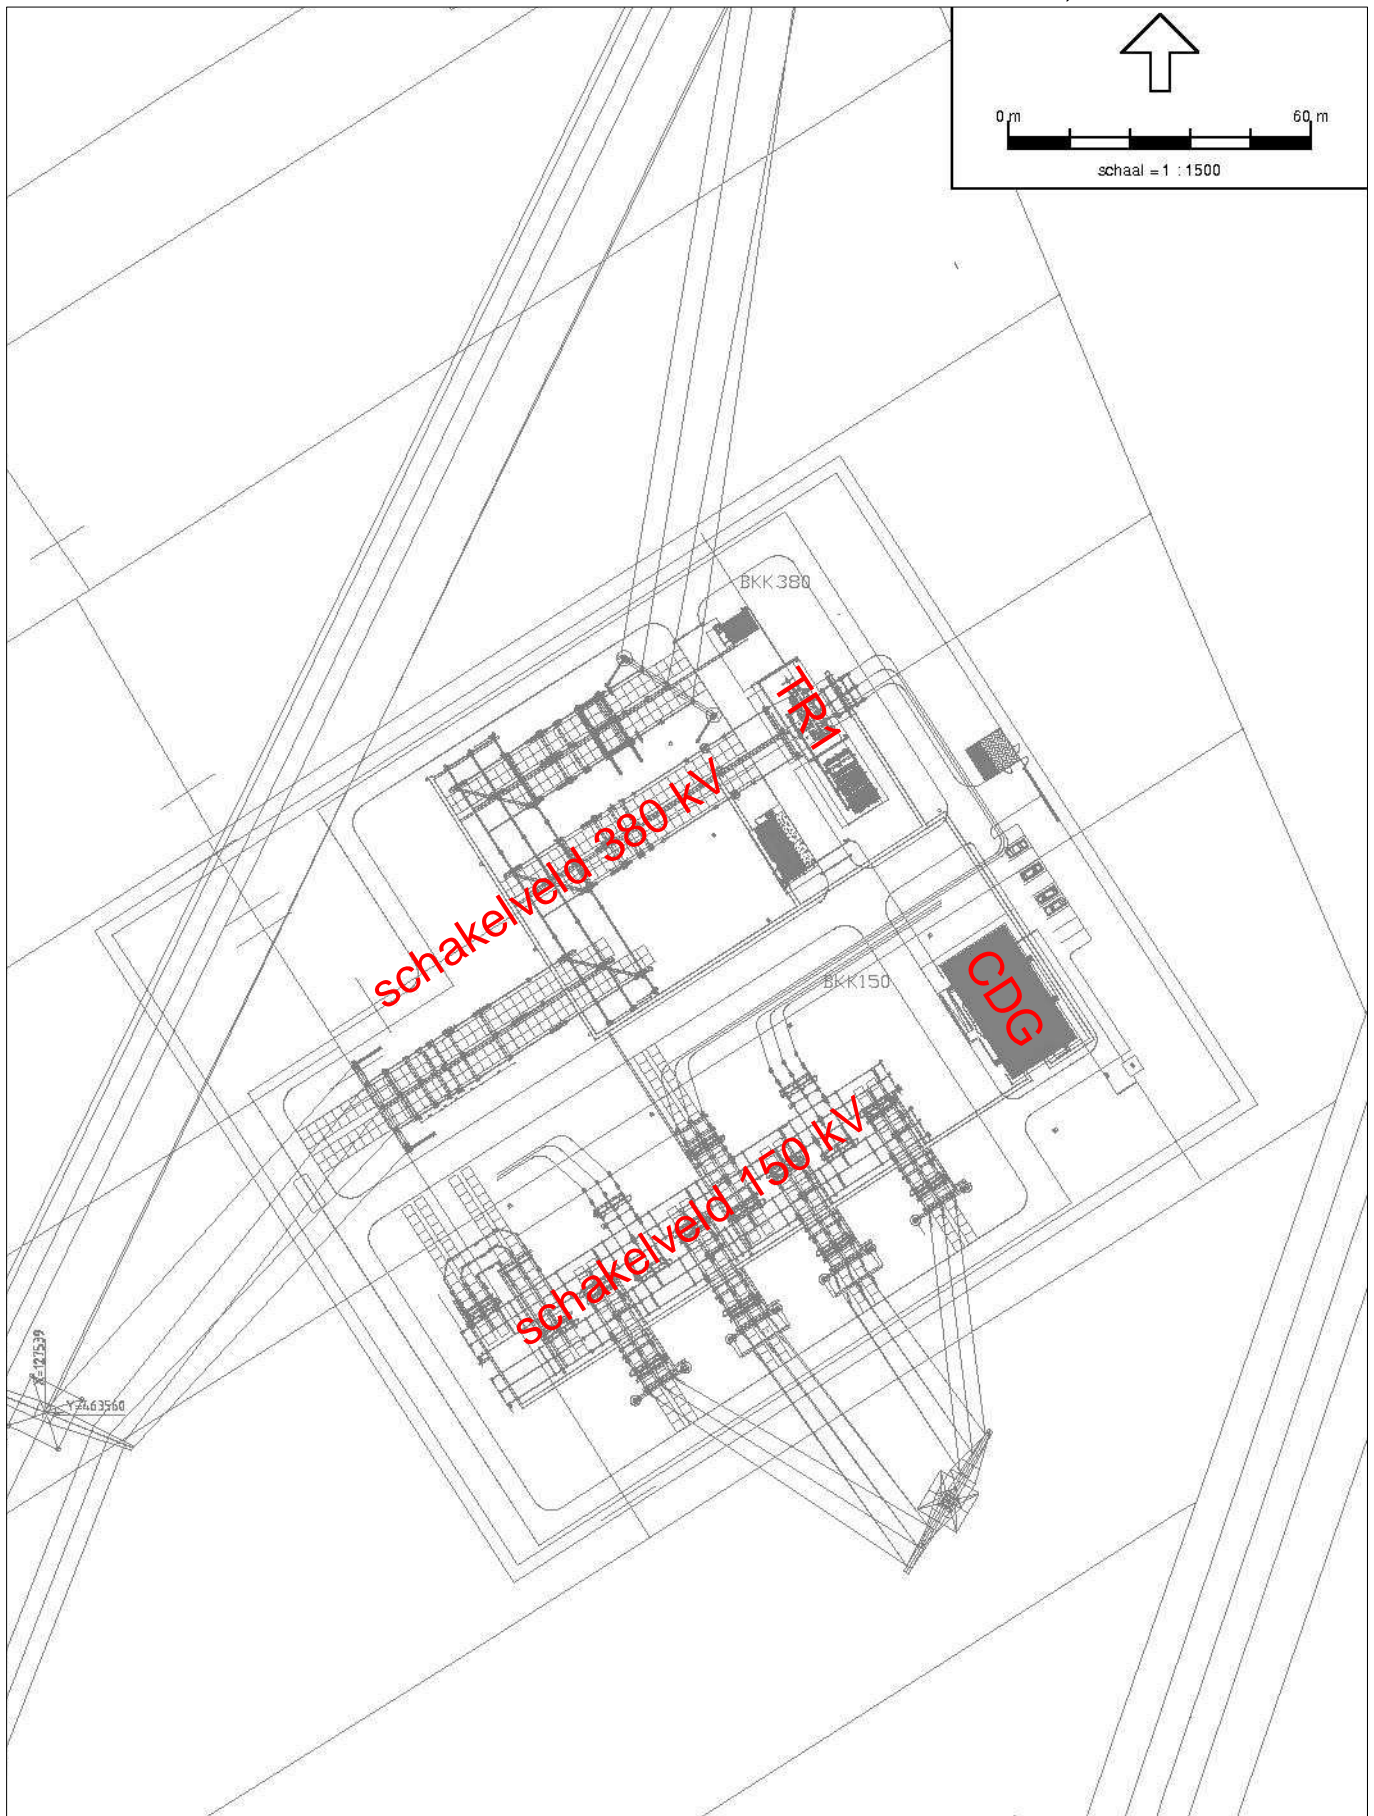 0 m
60 m
schaal = 1 : 1500
BKK380
TR1
schakelveld 380 kV
CDG
BKK150
schakelveld 150 kV
X=127539
Y=463560